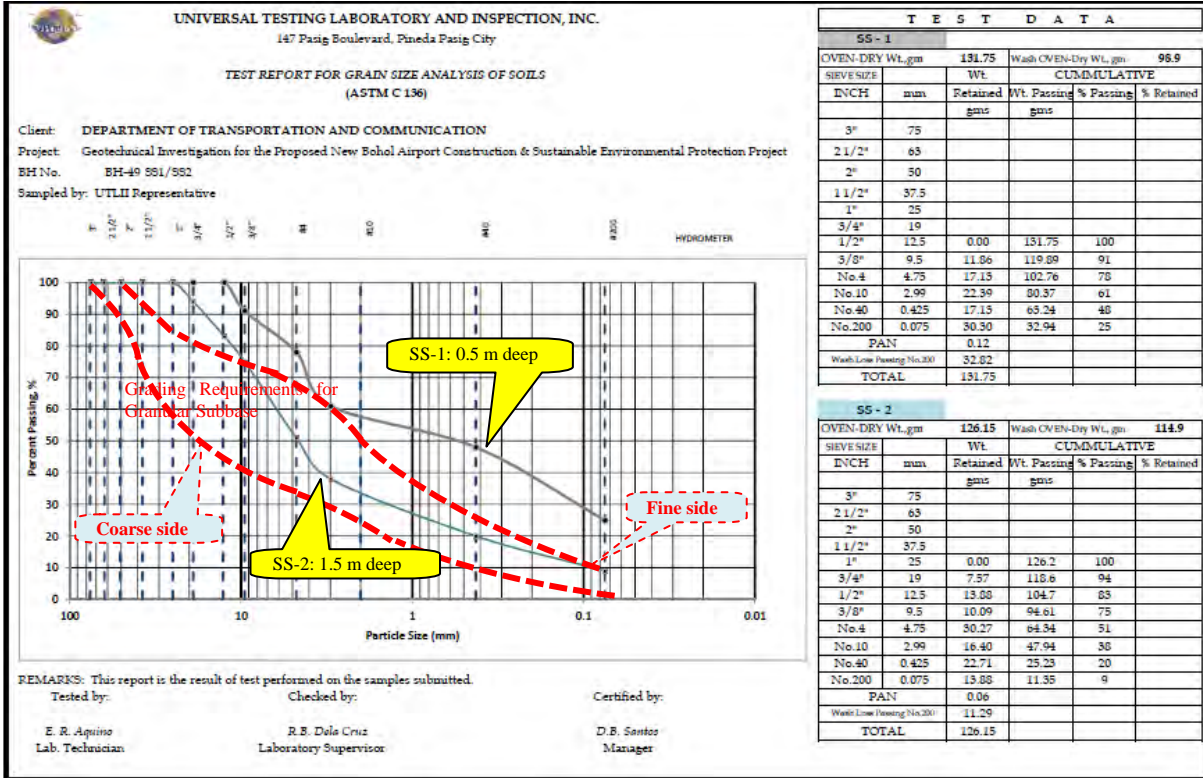 UNIVERSAL TESTING LABORATORY AND INSPECTION, INC.
147 Pasig Boulevard, Pineda Pasig City
TEST REPORT FOR GRAIN SIZE ANALYSIS OF SOILS
(ASTM C 136)
Client: DEPARTMENT OF TRANSPORTATION AND COMMUNICATION
Project: Geotechnical Investigation for the Proposed New Bohol Airport Construction & Sustainable Environmental Protection Project
BH No. BH-49 SS1/SS2
Sampled by: UTLII Representative
3" 2 1/2" 2" 1 1/2" 1" 3/4" 1/2" 3/8" #4 #10 #40 #200 HYDROMETER
Percent Passing, %
100
90
80
70
60
50
40
30
20
10
0
Grading Requirements for
Granular Subbase
SS-1: 0.5 m deep
Coarse side
Fine side
SS-2: 1.5 m deep
100 10 1 0.1 0.01
Particle Size (mm)
REMARKS: This report is the result of test performed on the samples submitted.
Tested by: Checked by: Certified by:
E. R. Aquino R.B. Dela Cruz D.B. Santos
Lab. Technician Laboratory Supervisor Manager
T E S T D A T A
SS - 1
OVEN-DRY Wt.,gm 131.75 Wash OVEN-Dry Wt., gm 98.9
SIEVE SIZE Wt. CUMMULATIVE
INCH mm Retained Wt. Passing % Passing % Retained
gms gms
3" 75
2 1/2" 63
2" 50
1 1/2" 37.5
1" 25
3/4" 19
1/2" 12.5 0.00 131.75 100
3/8" 9.5 11.86 119.89 91
No.4 4.75 17.13 102.76 78
No.10 2.99 22.39 80.37 61
No.40 0.425 17.13 63.24 48
No.200 0.075 30.30 32.94 25
PAN 0.12
Wash Loss Passing No.200 32.82
TOTAL 131.75
SS - 2
OVEN-DRY Wt.,gm 126.15 Wash OVEN-Dry Wt., gm 114.9
SIEVE SIZE Wt. CUMMULATIVE
INCH mm Retained Wt. Passing % Passing % Retained
gms gms
3" 75
2 1/2" 63
2" 50
1 1/2" 37.5
1" 25 0.00 126.2 100
3/4" 19 7.57 118.6 94
1/2" 12.5 13.88 104.7 83
3/8" 9.5 10.09 94.61 75
No.4 4.75 30.27 64.34 51
No.10 2.99 16.40 47.94 38
No.40 0.425 22.71 25.23 20
No.200 0.075 13.88 11.35 9
PAN 0.06
Wash Loss Passing No.200 11.29
TOTAL 126.15